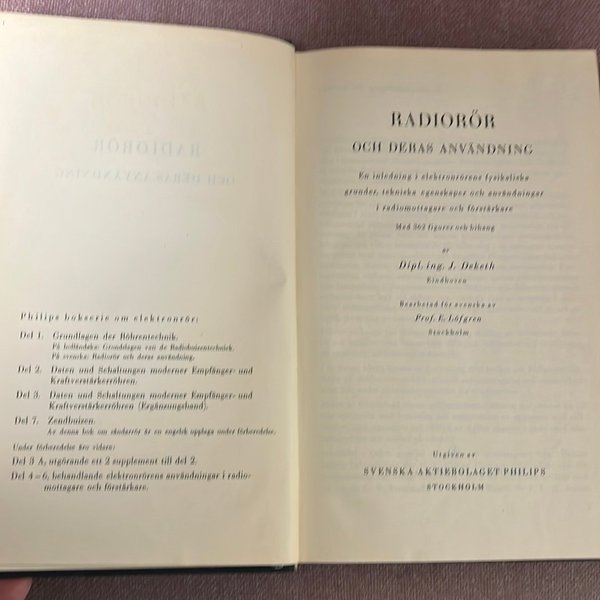 Philips bokserie om elektronrör:
Del 1. Grundlagen der Röhrentechnik.
På holländska: Grondslagen van de Radiobuizentechniek.
På svenska: Radiorör och deras användning.
Del 2. Daten und Schaltungen moderner Empfänger- und
Kraftverstärkerröhren.
Del 3. Daten und Schaltungen moderner Empfänger- und
Kraftverstärkerröhren (Ergänzungsband).
Del 7. Zendbuizen.
Av denna bok om sändarrör är en engelsk upplaga under förberedelse.
Under förberedelse äro vidare:
Del 3 A, utgörande ett 2 supplement till del 2.
Del 4–6, behandlande elektronrörens användningar i radio-
mottagare och förstärkare.
RADIORÖR
OCH DERAS ANVÄNDNING
En inledning i elektronrörens fysikaliska
grunder, tekniska egenskaper och användningar
i radiomottagare och förstärkare
Med 362 figurer och bihang
av
Dipl. ing. J. Deketh
Eindhoven
Bearbetad för svenska av
Prof. E. Löfgren
Stockholm
Utgiven av
SVENSKA AKTIEBOLAGET PHILIPS
STOCKHOLM